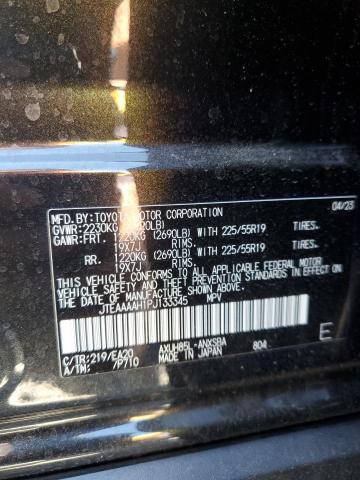 MFD.BY:TOYOTA MOTOR CORPORATION 04/23
GVWR:2230KG 20LB)
GAWR:FRT. 1220KG (2690LB) WITH 225/55R19 TIRES.
19X7J RIMS.
RR. 1220KG (2690LB) WITH 225/55R19 TIRES.
19X7J RIMS.
THIS VEHICLE CONFORMS TO ALL APPLICABLE FEDERAL MOTOR
VEHICLE SAFETY AND THEFT PREVENTION STANDARDS IN EFFECT
ON THE DATE OF MANUFACTURE SHOWN ABOVE.
JTEAAAAH1PJ133345 MPV
E
C/TR:219/EA20 AXUH85L-ANXSBA 804
A/TM: /P710 MADE IN JAPAN